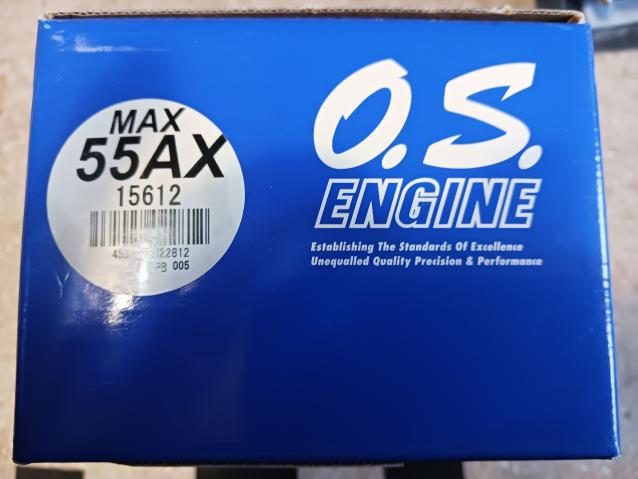 MAX
55AX
15612
PB 005
O.S.
ENGINE
Establishing The Standards Of Excellence
Unequalled Quality Precision & Performance